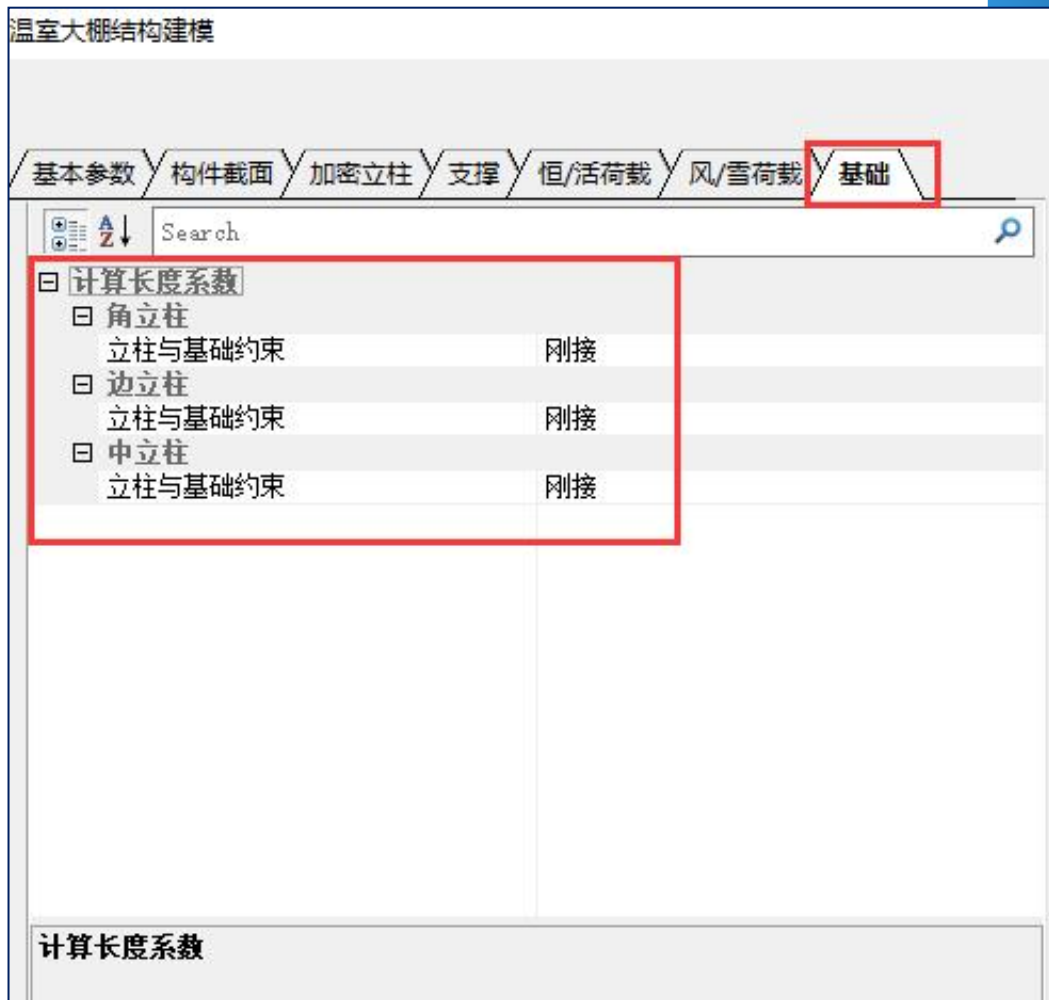 温室大棚结构建模
基本参数 构件截面 加密立柱 支撑 恒/活荷载 风/雪荷载 基础
AZ Search
计算长度系数
角立柱
立柱与基础约束 刚接
边立柱
立柱与基础约束 刚接
中立柱
立柱与基础约束 刚接
计算长度系数